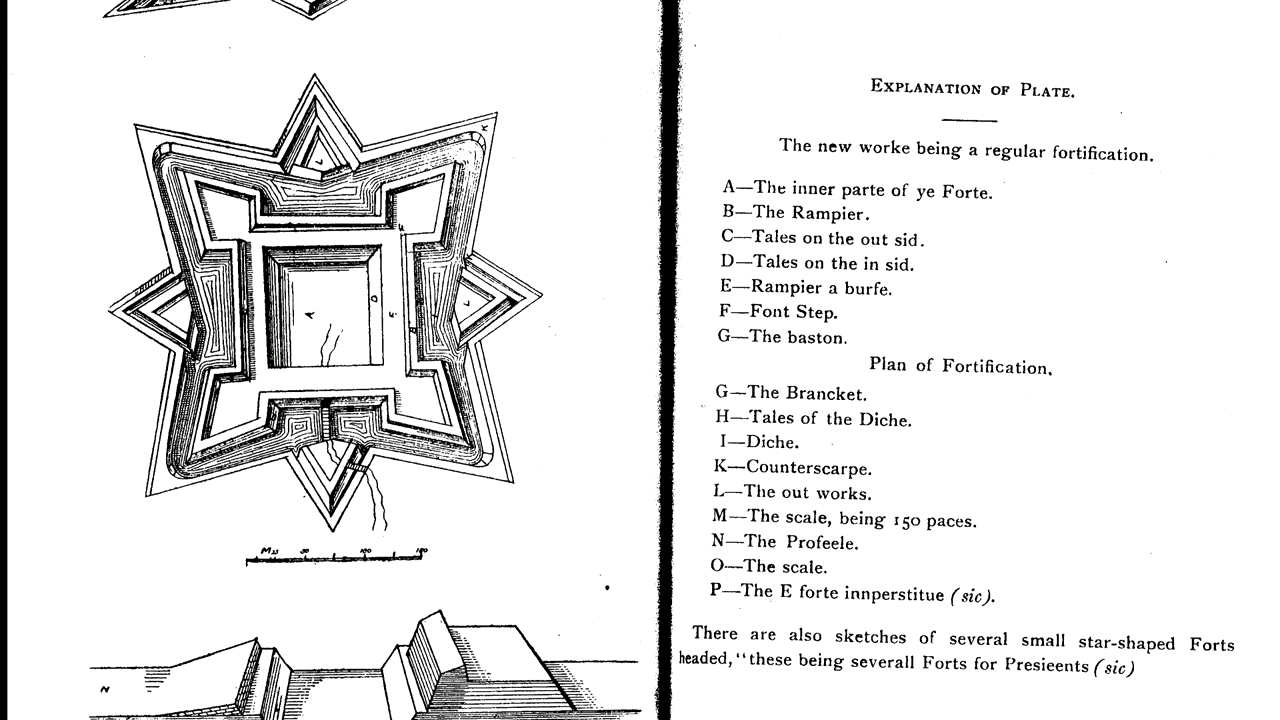 K
L
L
A
D
E
L
M 25 50 100 150
N
EXPLANATION OF PLATE.
The new worke being a regular fortification.
A—The inner parte of ye Forte.
B—The Rampier.
C—Tales on the out sid.
D—Tales on the in sid.
E—Rampier a burfe.
F—Font Step.
G—The baston.
Plan of Fortification.
G—The Brancket.
H—Tales of the Diche.
I—Diche.
K—Counterscarpe.
L—The out works.
M—The scale, being 150 paces.
N—The Profeele.
O—The scale.
P—The E forte innperstitue (sic).
There are also sketches of several small star-shaped Forts
headed, "these being severall Forts for Presieents (sic)